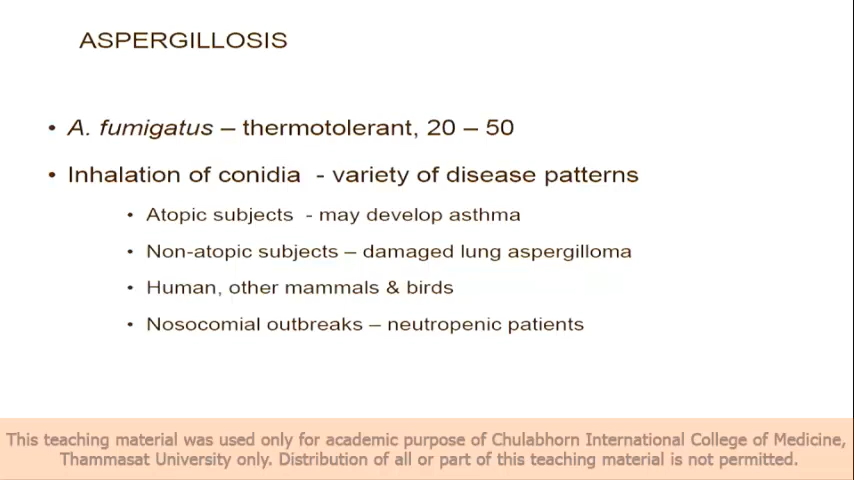 ASPERGILLOSIS
• A. fumigatus – thermotolerant, 20 – 50
• Inhalation of conidia - variety of disease patterns
• Atopic subjects - may develop asthma
• Non-atopic subjects – damaged lung aspergilloma
• Human, other mammals & birds
• Nosocomial outbreaks – neutropenic patients
This teaching material was used only for academic purpose of Chulabhorn International College of Medicine,
Thammasat University only. Distribution of all or part of this teaching material is not permitted.